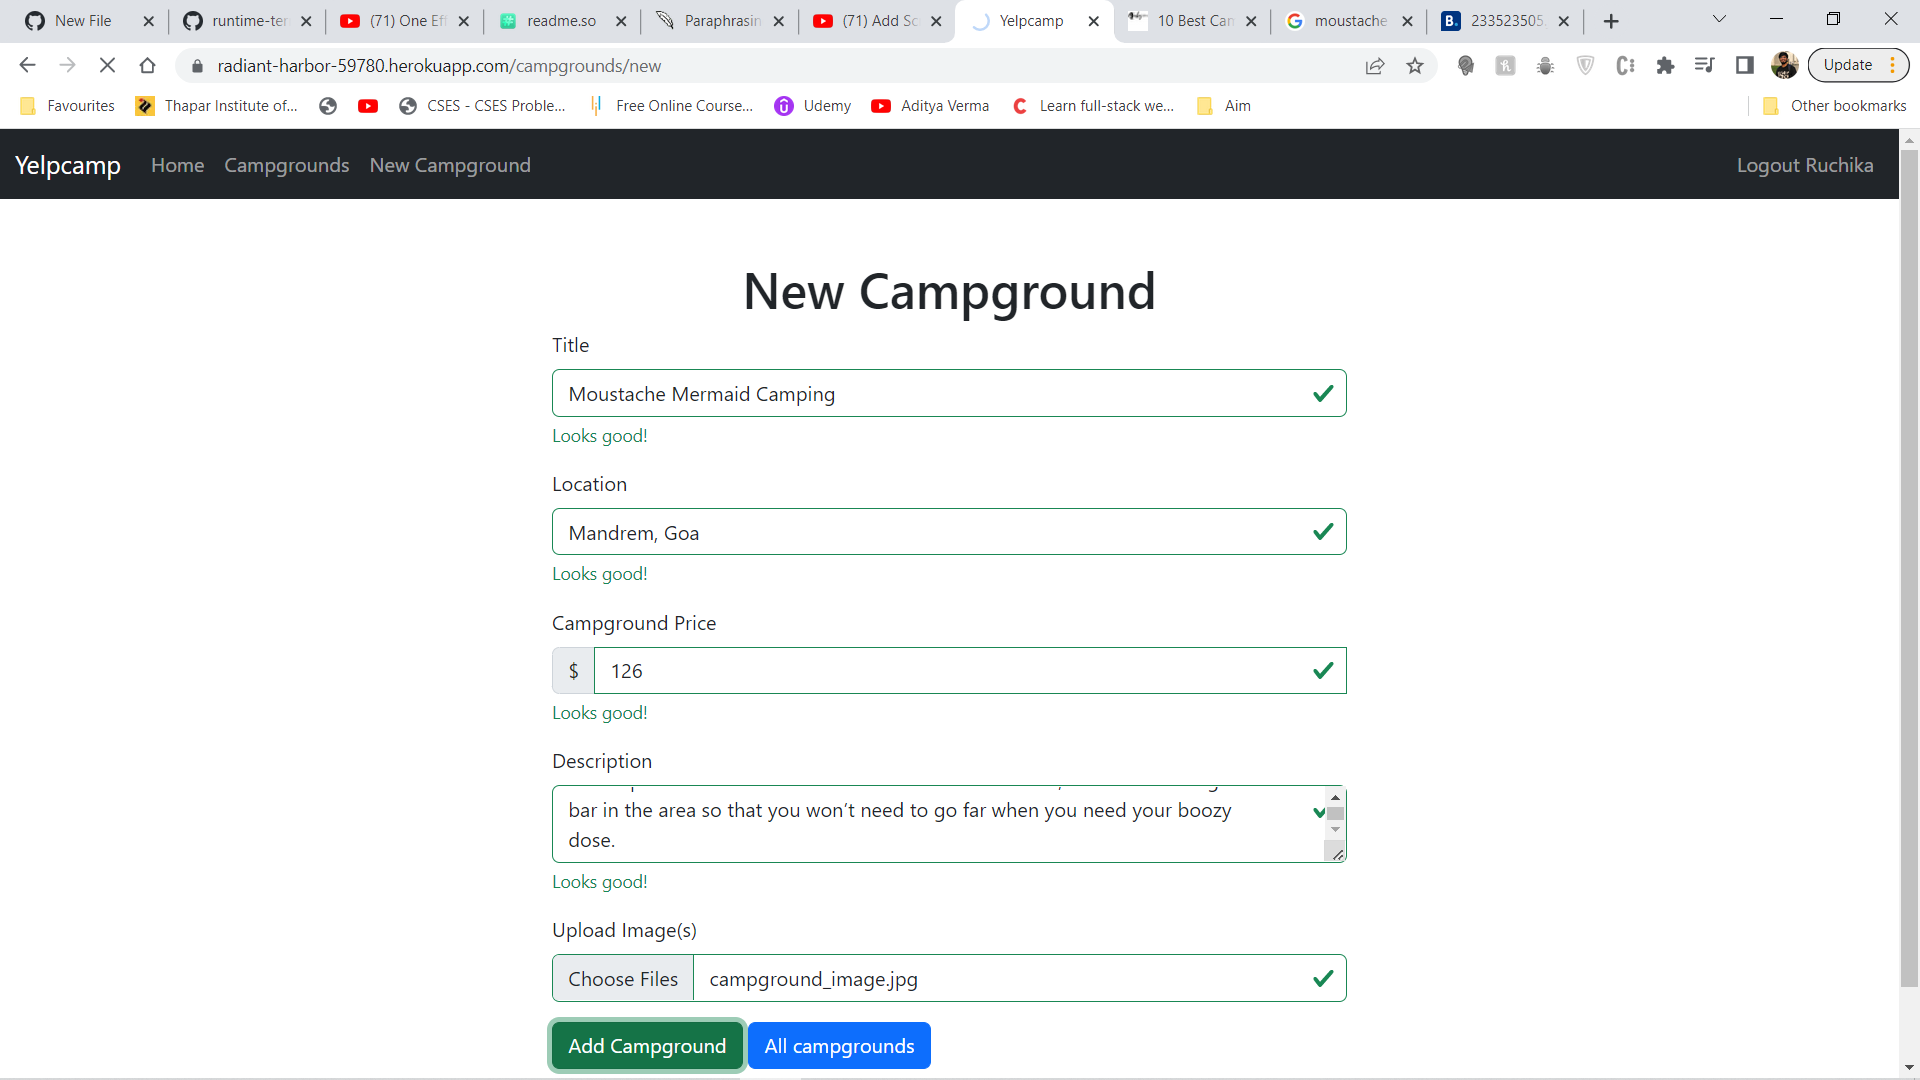 New File
runtime-ter
(71) One Eff
readme.so
Paraphrasin
(71) Add Sc
Yelpcamp
10 Best Cam
moustache
233523505.
radiant-harbor-59780.herokuapp.com/campgrounds/new
Update
Favourites
Thapar Institute of...
CSES - CSES Proble...
Free Online Course...
Udemy
Aditya Verma
Learn full-stack we...
Aim
Other bookmarks
Yelpcamp
Home
Campgrounds
New Campground
Logout Ruchika
New Campground
Title
Moustache Mermaid Camping
Looks good!
Location
Mandrem, Goa
Looks good!
Campground Price
$ 126
Looks good!
Description
bar in the area so that you won’t need to go far when you need your boozy
dose.
Looks good!
Upload Image(s)
Choose Files campground_image.jpg
Add Campground
All campgrounds